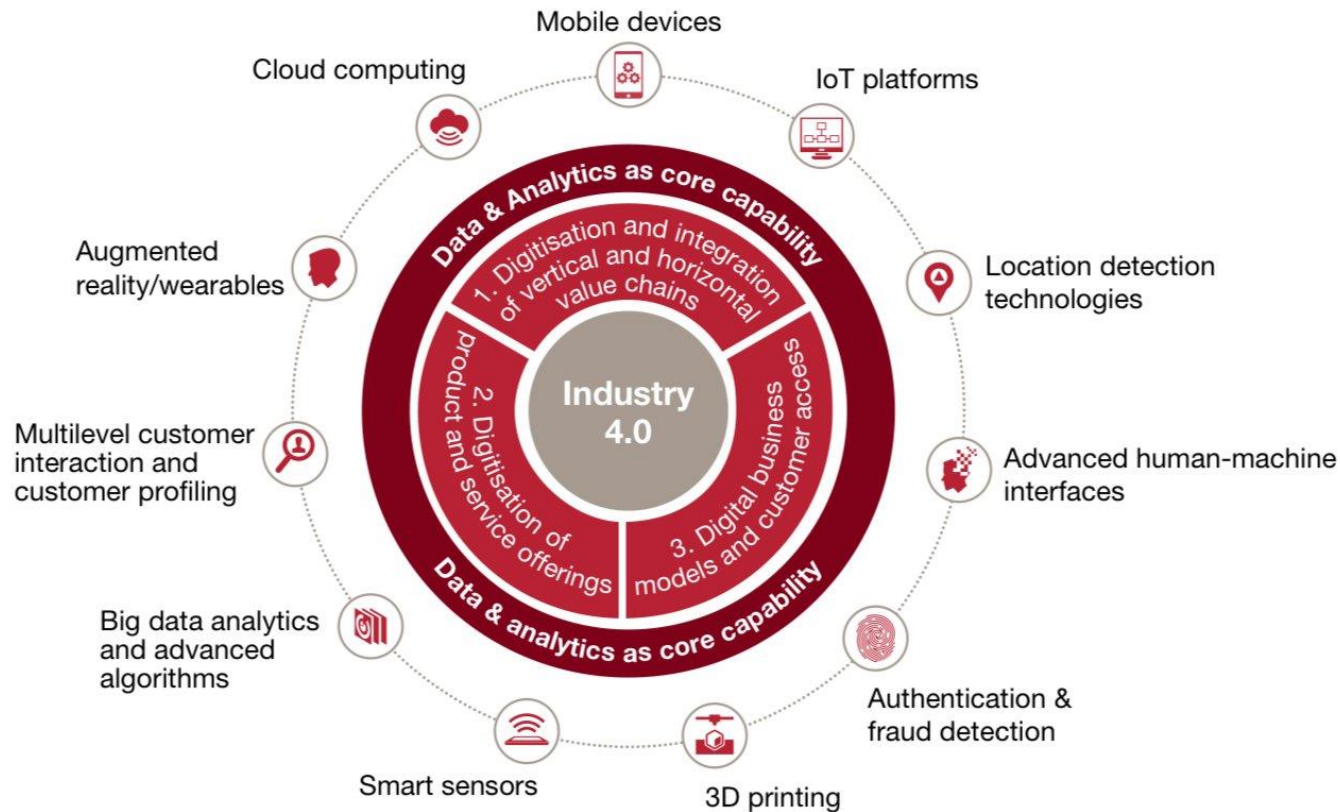 Mobile devices
Cloud computing
IoT platforms
Data & Analytics as core capability
1. Digitisation and integration
of vertical and horizontal
value chains
Augmented
reality/wearables
Location detection
technologies
Industry
4.0
2. Digitisation of
product and service offerings
3. Digital business
models and customer access
Multilevel customer
interaction and
customer profiling
Advanced human-machine
interfaces
Data & analytics as core capability
Big data analytics
and advanced
algorithms
Authentication &
fraud detection
Smart sensors
3D printing